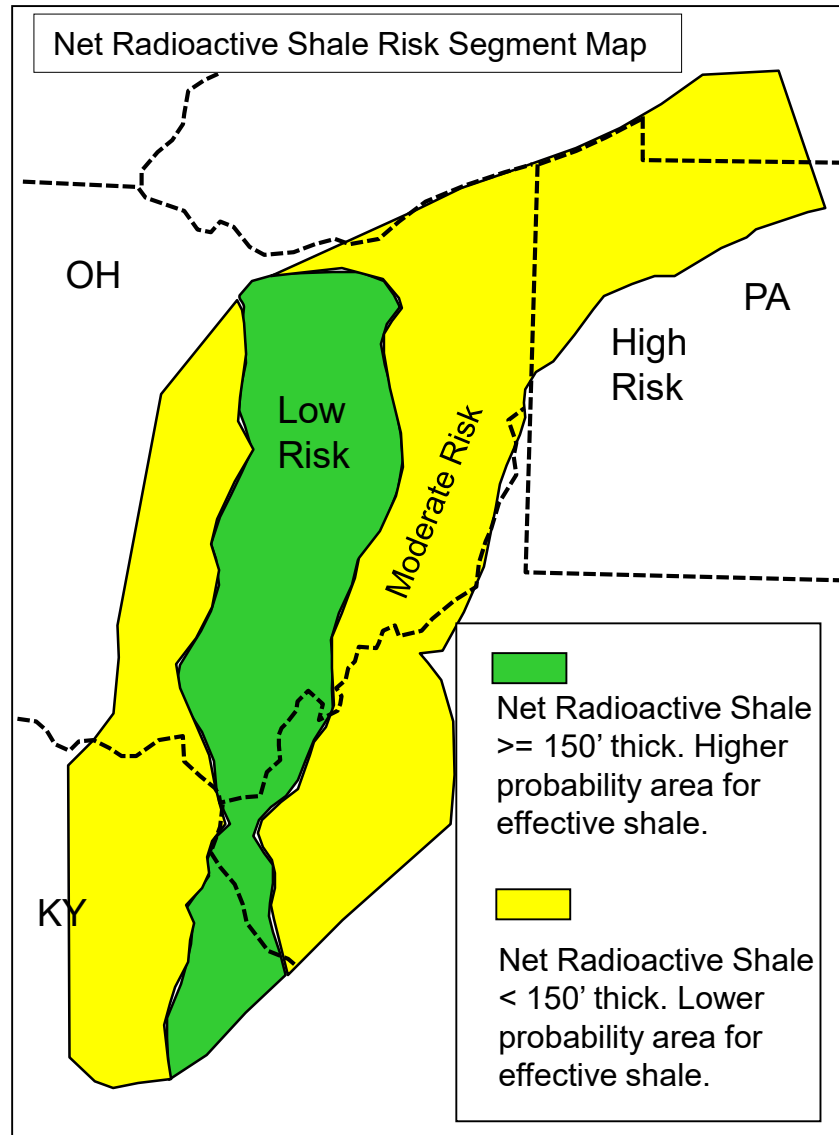 Net Radioactive Shale Risk Segment Map
OH
PA
High
Risk
Low
Risk
Moderate Risk
KY
Net Radioactive Shale
>= 150’ thick. Higher
probability area for
effective shale.
Net Radioactive Shale
< 150’ thick. Lower
probability area for
effective shale.